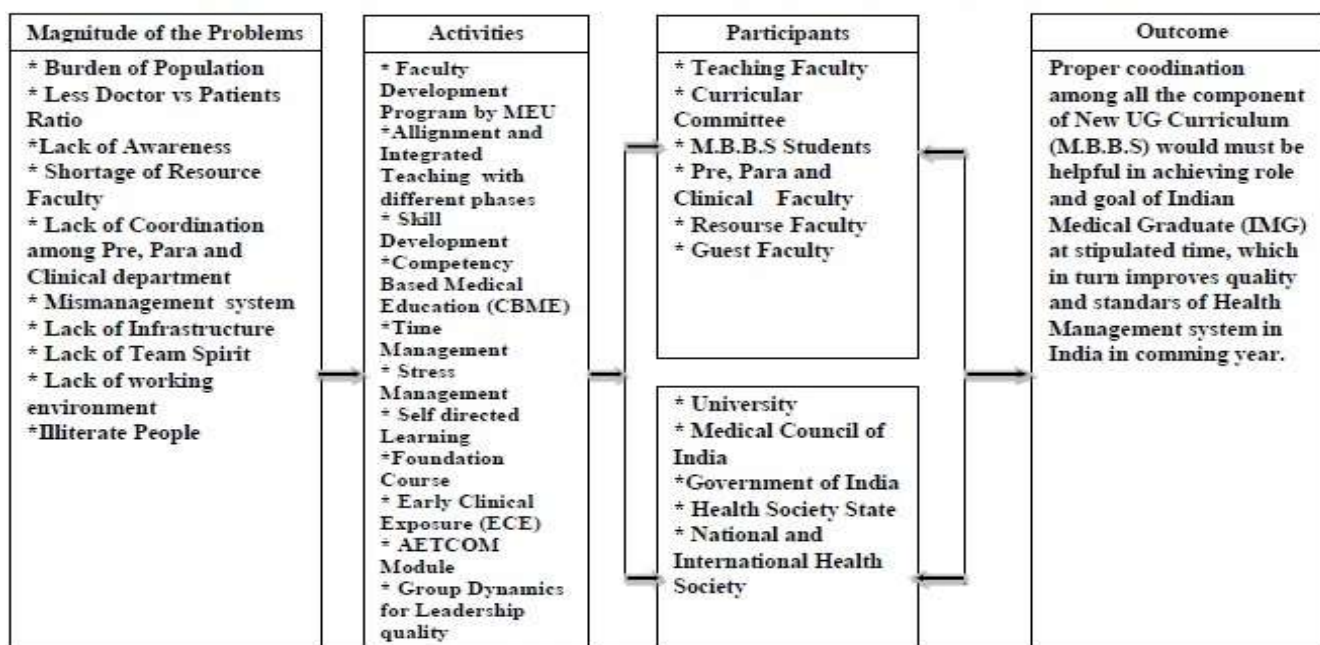 Magnitude of the Problems
* Burden of Population
* Less Doctor vs Patients
Ratio
*Lack of Awareness
* Shortage of Resource
Faculty
* Lack of Coordination
among Pre, Para and
Clinical department
* Mismanagement system
* Lack of Infrastructure
* Lack of Team Spirit
* Lack of working
environment
*Illiterate People
Activities
* Faculty
Development
Program by MEU
*Allignment and
Integrated
Teaching with
different phases
* Skill
Development
*Competency
Based Medical
Education (CBME)
*Time
Management
* Stress
Management
* Self directed
Learning
*Foundation
Course
* Early Clinical
Exposure (ECE)
* AETCOM
Module
* Group Dynamics
for Leadership
quality
Participants
* Teaching Faculty
* Curricular
Committee
* M.B.B.S Students
* Pre, Para and
Clinical Faculty
* Resourse Faculty
* Guest Faculty
* University
* Medical Council of
India
*Government of India
* Health Society State
* National and
International Health
Society
Outcome
Proper coodination
among all the component
of New UG Curriculum
(M.B.B.S) would must be
helpful in achieving role
and goal of Indian
Medical Graduate (IMG)
at stipulated time, which
in turn improves quality
and standars of Health
Management system in
India in comming year.